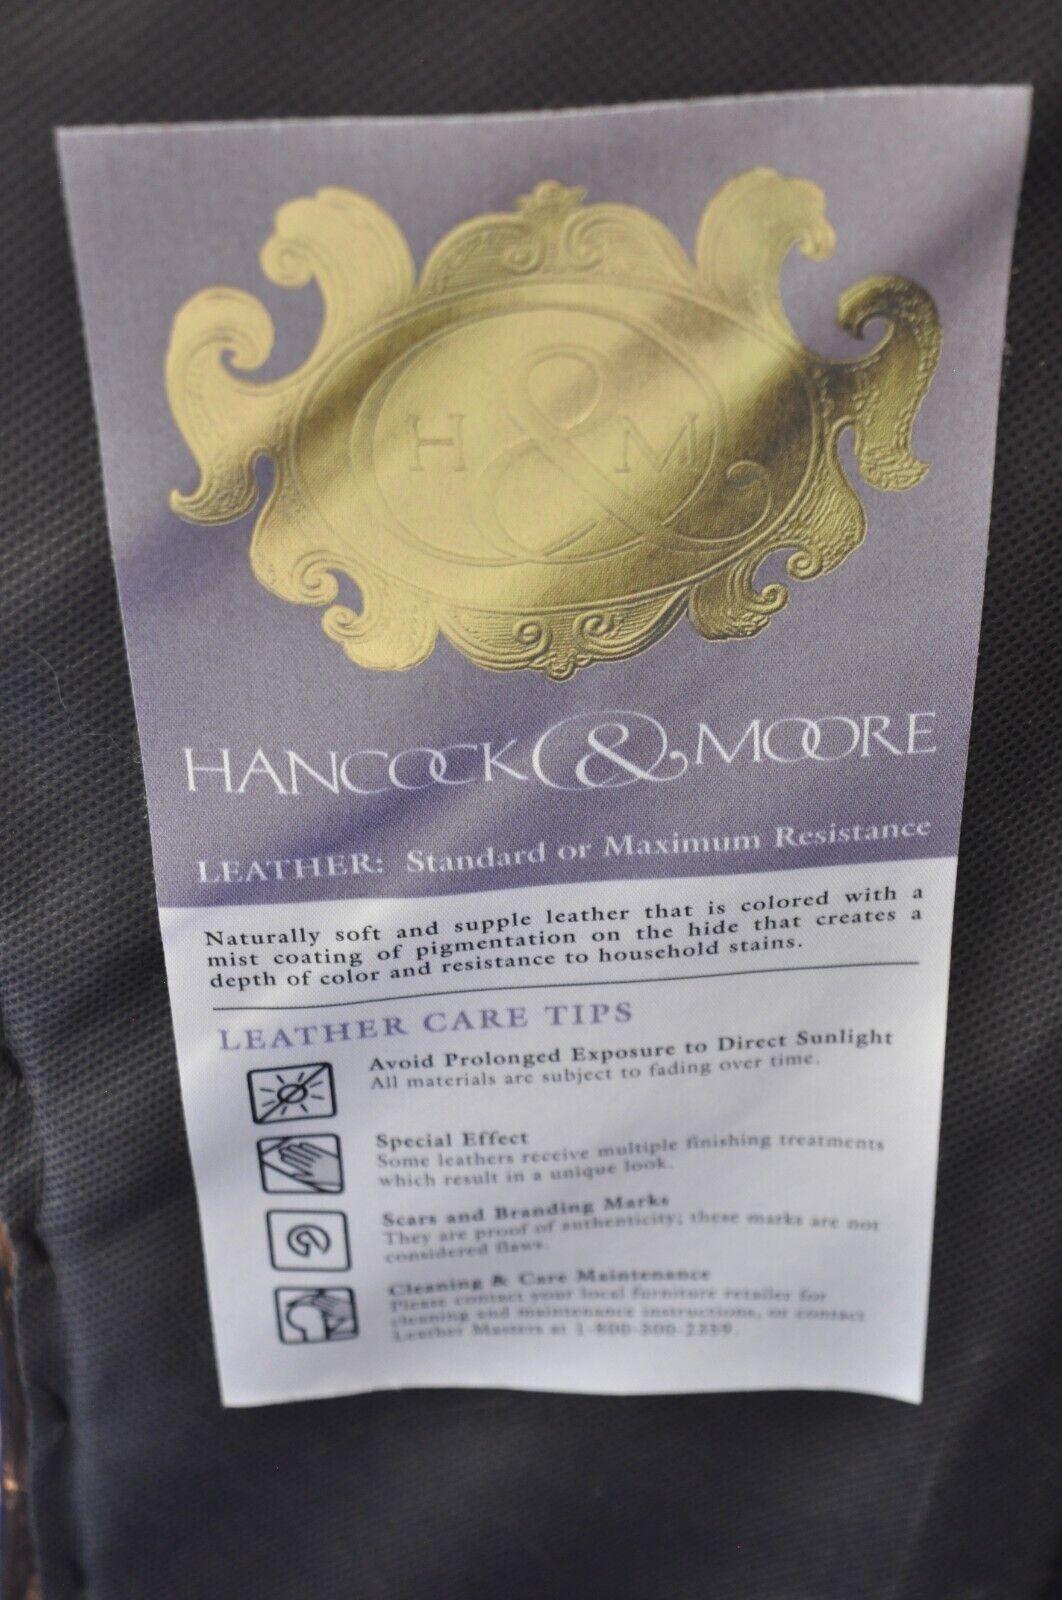 H & M
HANCOCK & MOORE
LEATHER: Standard or Maximum Resistance
Naturally soft and supple leather that is colored with a
mist coating of pigmentation on the hide that creates a
depth of color and resistance to household stains.
LEATHER CARE TIPS
Avoid Prolonged Exposure to Direct Sunlight
All materials are subject to fading over time.
Special Effect
Some leathers receive multiple finishing treatments
which result in a unique look.
Scars and Branding Marks
They are proof of authenticity; these marks are not
considered flaws.
Cleaning & Care Maintenance
Please contact your local furniture retailer for
cleaning and maintenance instructions, or contact
Leather Masters at